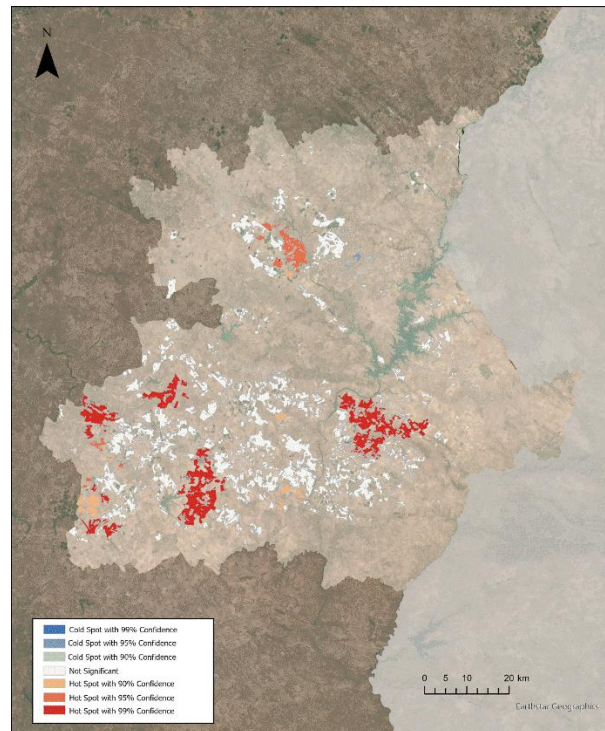 N
Cold Spot with 99% Confidence
Cold Spot with 95% Confidence
Cold Spot with 90% Confidence
Not Significant
Hot Spot with 90% Confidence
Hot Spot with 95% Confidence
Hot Spot with 99% Confidence
0 5 10 20 km
Earthstar Geographics